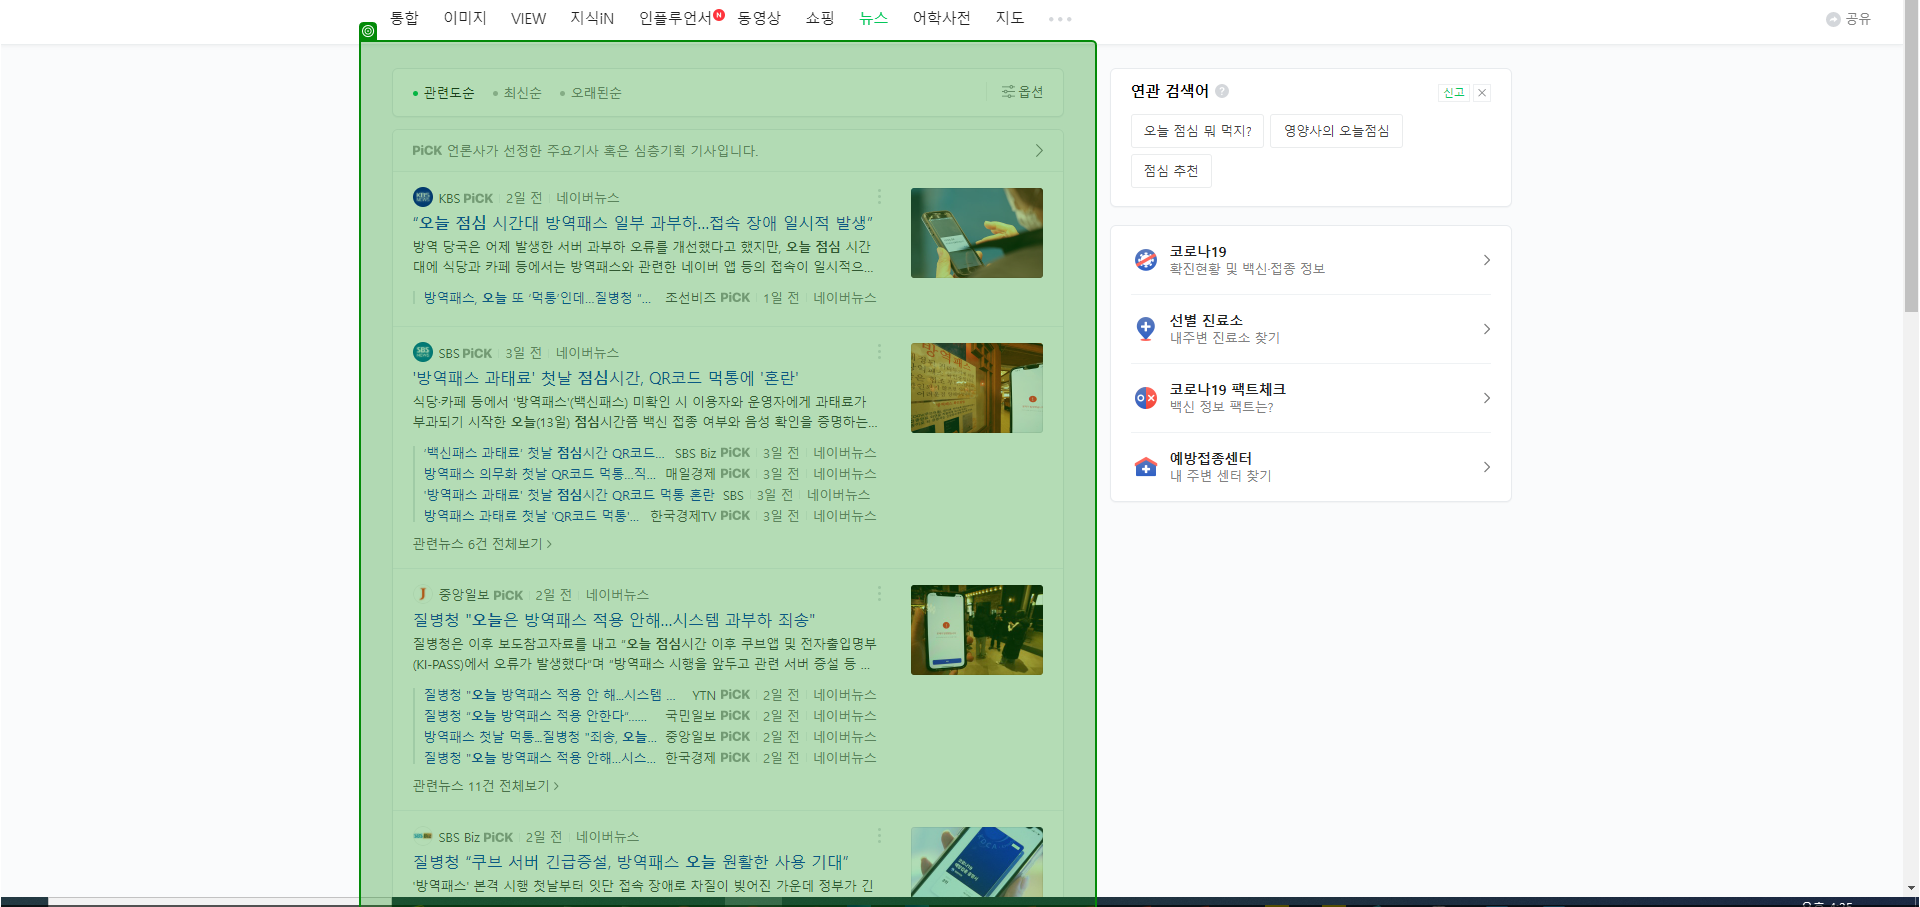 통합 이미지 VIEW 지식iN 인플루언서 N 동영상 쇼핑 뉴스 어학사전 지도
공유
관련도순 최신순 오래된순 옵션
PiCK 언론사가 선정한 주요기사 혹은 심층기획 기사입니다.
KBS PiCK 2일 전 네이버뉴스
“오늘 점심 시간대 방역패스 일부 과부하…접속 장애 일시적 발생”
방역 당국은 어제 발생한 서버 과부하 오류를 개선했다고 했지만, 오늘 점심 시간
대에 식당과 카페 등에서는 방역패스와 관련한 네이버 앱 등의 접속이 일시적으...
방역패스, 오늘 또 ‘먹통’인데…질병청 “... 조선비즈 PiCK 1일 전 네이버뉴스
SBS PiCK 3일 전 네이버뉴스
'방역패스 과태료' 첫날 점심시간, QR코드 먹통에 '혼란'
식당·카페 등에서 '방역패스'(백신패스) 미확인 시 이용자와 운영자에게 과태료가
부과되기 시작한 오늘(13일) 점심시간쯤 백신 접종 여부와 음성 확인을 증명하는...
'백신패스 과태료' 첫날 점심시간 QR코드... SBS Biz PiCK 3일 전 네이버뉴스
방역패스 의무화 첫날 QR코드 먹통…직... 매일경제 PiCK 3일 전 네이버뉴스
'방역패스 과태료' 첫날 점심시간 QR코드 먹통 혼란 SBS 3일 전 네이버뉴스
방역패스 과태료 첫날 'QR코드 먹통'... 한국경제TV PiCK 3일 전 네이버뉴스
관련뉴스 6건 전체보기
중앙일보 PiCK 2일 전 네이버뉴스
질병청 "오늘은 방역패스 적용 안해…시스템 과부하 죄송"
질병청은 이후 보도참고자료를 내고 “오늘 점심시간 이후 쿠브앱 및 전자출입명부
(KI-PASS)에서 오류가 발생했다”며 “방역패스 시행을 앞두고 관련 서버 증설 등 ...
질병청 "오늘 방역패스 적용 안 해…시스템 ... YTN PiCK 2일 전 네이버뉴스
질병청 “오늘 방역패스 적용 안한다”…... 국민일보 PiCK 2일 전 네이버뉴스
방역패스 첫날 먹통…질병청 "죄송, 오늘... 중앙일보 PiCK 2일 전 네이버뉴스
질병청 "오늘 방역패스 적용 안해…시스... 한국경제 PiCK 2일 전 네이버뉴스
관련뉴스 11건 전체보기
SBS Biz PiCK 2일 전 네이버뉴스
질병청 “쿠브 서버 긴급증설, 방역패스 오늘 원활한 사용 기대”
'방역패스' 본격 시행 첫날부터 잇단 접속 장애로 차질이 빚어진 가운데 정부가 긴
연관 검색어 ? 신고
오늘 점심 뭐 먹지? 영양사의 오늘점심
점심 추천
코로나19
확진현황 및 백신·접종 정보
선별 진료소
내주변 진료소 찾기
코로나19 팩트체크
백신 정보 팩트는?
예방접종센터
내 주변 센터 찾기